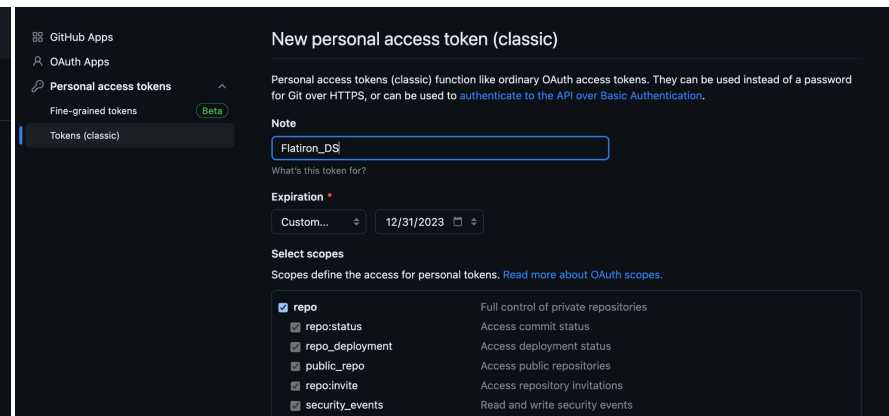 GitHub Apps
OAuth Apps
Personal access tokens
Fine-grained tokens Beta
Tokens (classic)
New personal access token (classic)
Personal access tokens (classic) function like ordinary OAuth access tokens. They can be used instead of a password
for Git over HTTPS, or can be used to authenticate to the API over Basic Authentication.
Note
Flatiron_DS
What's this token for?
Expiration *
Custom... 12/31/2023
Select scopes
Scopes define the access for personal tokens. Read more about OAuth scopes.
repo Full control of private repositories
repo:status Access commit status
repo_deployment Access deployment status
public_repo Access public repositories
repo:invite Access repository invitations
security_events Read and write security events